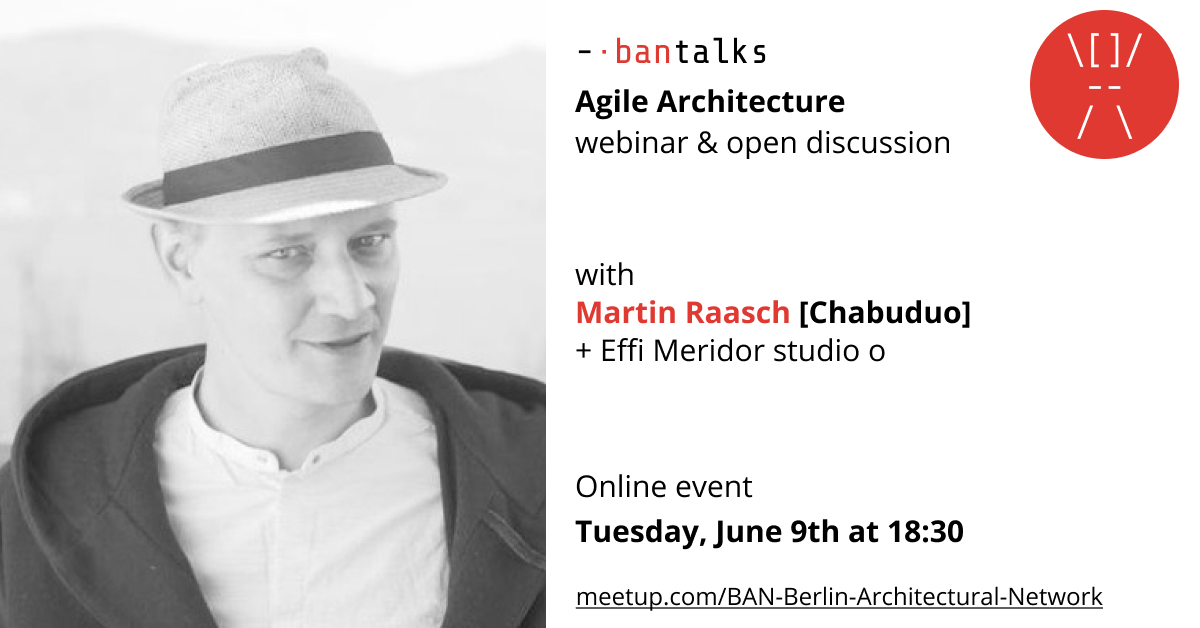 -·bantalks
Agile Architecture
webinar & open discussion
\[]/
--
/ \
with
Martin Raasch [Chabuduo]
+ Effi Meridor studio o
Online event
Tuesday, June 9th at 18:30
meetup.com/BAN-Berlin-Architectural-Network